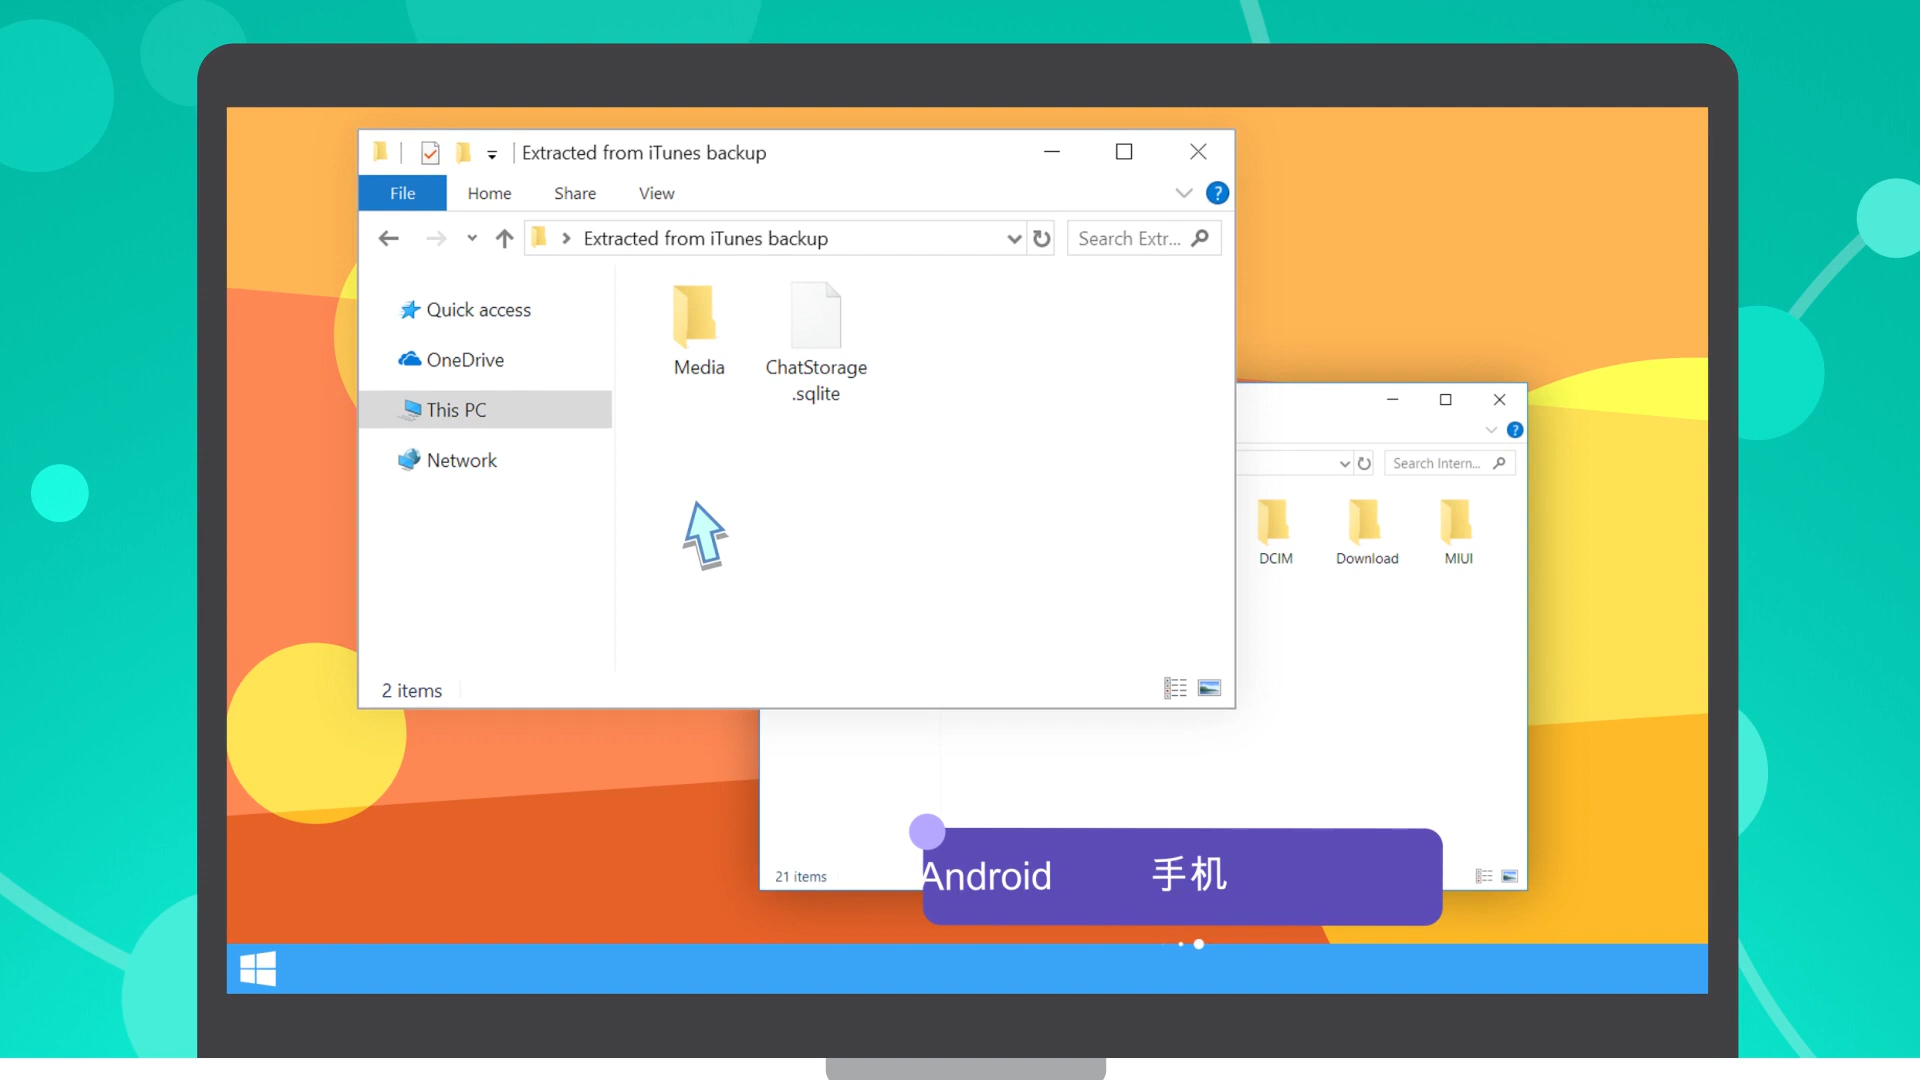 Extracted from iTunes backup
File Home Share View
?
Extracted from iTunes backup
Search Extr...
Quick access
OneDrive
This PC
Network
Media
ChatStorage
.sqlite
2 items
?
Search Intern...
DCIM
Download
MIUI
21 items
Android 手机